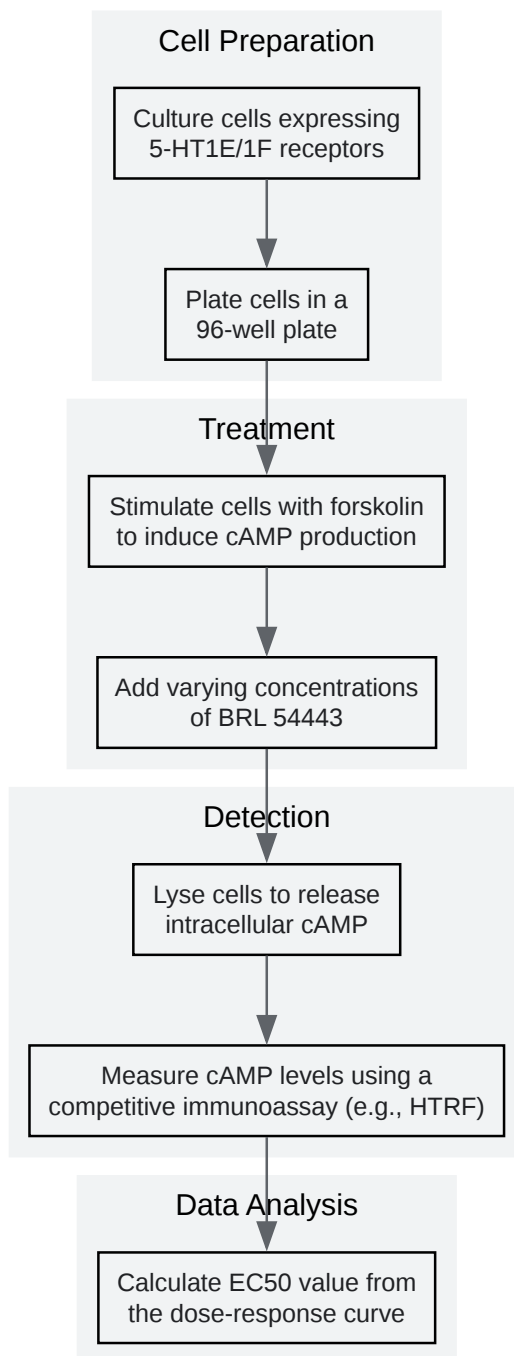 Cell Preparation
Culture cells expressing
5-HT1E/1F receptors
Plate cells in a
96-well plate
Treatment
Stimulate cells with forskolin
to induce cAMP production
Add varying concentrations
of BRL 54443
Detection
Lyse cells to release
intracellular cAMP
Measure cAMP levels using a
competitive immunoassay (e.g., HTRF)
Data Analysis
Calculate EC50 value from
the dose-response curve